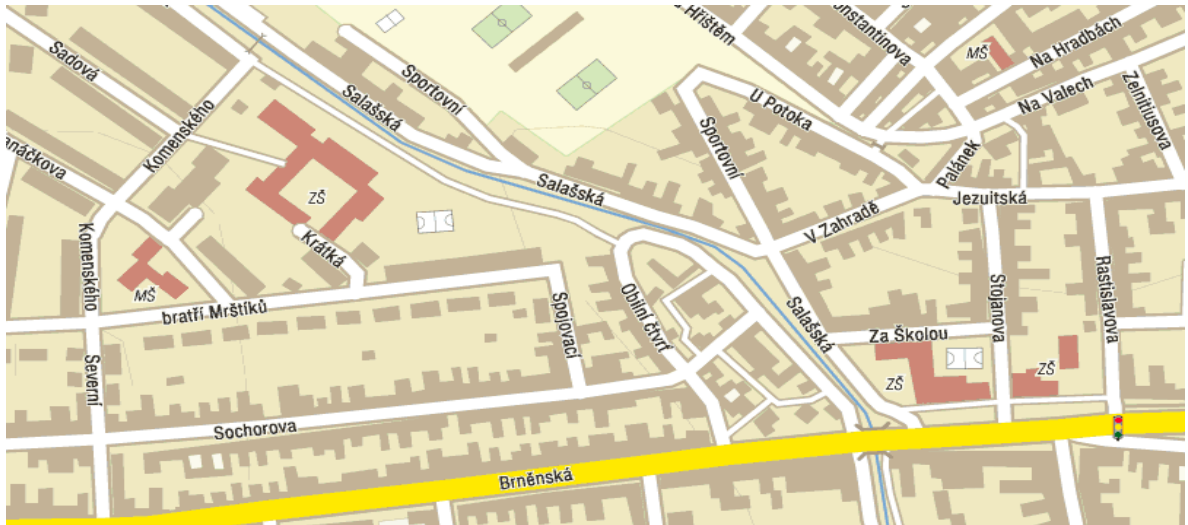 Hřištěm
Konstantinova
MŠ
Na Hradbách
Sadová
Sportovní
Na Valech
Zelnitiusova
Salašská
U Potoka
Komenského
Sportovní
Palánek
ZŠ
Salašská
Jezuitská
V Zahradě
Krátká
Komenského
MŠ
Rastislavova
Stojanova
bratří Mrštíků
Obilní čtvrť
Salašská
Spojovací
Za Školou
Severní
ZŠ
ZŠ
Sochorova
Brněnská